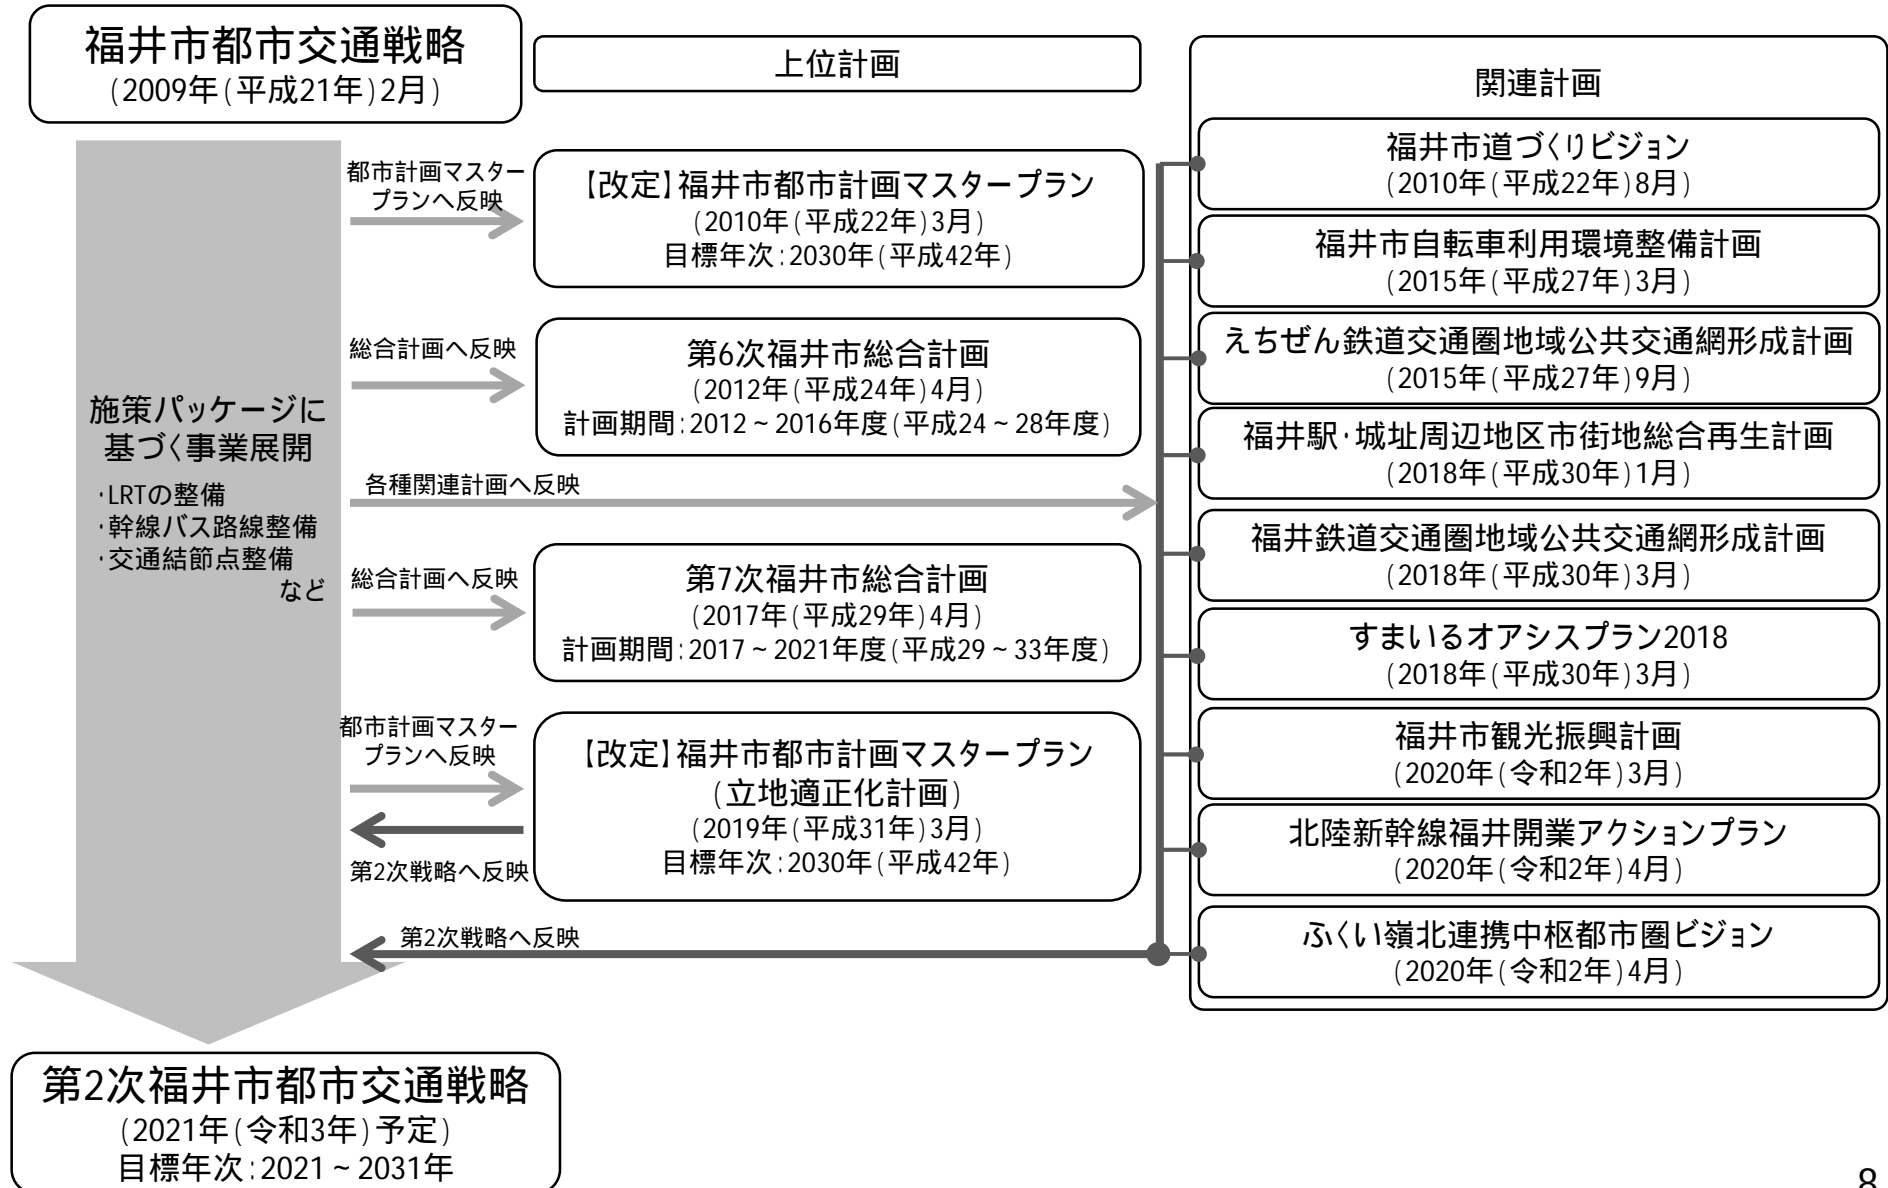 福井市都市交通戦略
(2009年(平成21年)2月)
上位計画
関連計画
施策パッケージに
基づく事業展開
・LRTの整備
・幹線バス路線整備
・交通結節点整備
など
都市計画マスター
プランへ反映
【改定】福井市都市計画マスタープラン
(2010年(平成22年)3月)
目標年次:2030年(平成42年)
総合計画へ反映
第6次福井市総合計画
(2012年(平成24年)4月)
計画期間:2012~2016年度(平成24~28年度)
各種関連計画へ反映
総合計画へ反映
第7次福井市総合計画
(2017年(平成29年)4月)
計画期間:2017~2021年度(平成29~33年度)
都市計画マスター
プランへ反映
【改定】福井市都市計画マスタープラン
(立地適正化計画)
(2019年(平成31年)3月)
目標年次:2030年(平成42年)
第2次戦略へ反映
第2次戦略へ反映
福井市道づくりビジョン
(2010年(平成22年)8月)
福井市自転車利用環境整備計画
(2015年(平成27年)3月)
えちぜん鉄道交通圏地域公共交通網形成計画
(2015年(平成27年)9月)
福井駅・城址周辺地区市街地総合再生計画
(2018年(平成30年)1月)
福井鉄道交通圏地域公共交通網形成計画
(2018年(平成30年)3月)
すまいるオアシスプラン2018
(2018年(平成30年)3月)
福井市観光振興計画
(2020年(令和2年)3月)
北陸新幹線福井開業アクションプラン
(2020年(令和2年)4月)
ふくい嶺北連携中枢都市圏ビジョン
(2020年(令和2年)4月)
第2次福井市都市交通戦略
(2021年(令和3年)予定)
目標年次:2021~2031年
8